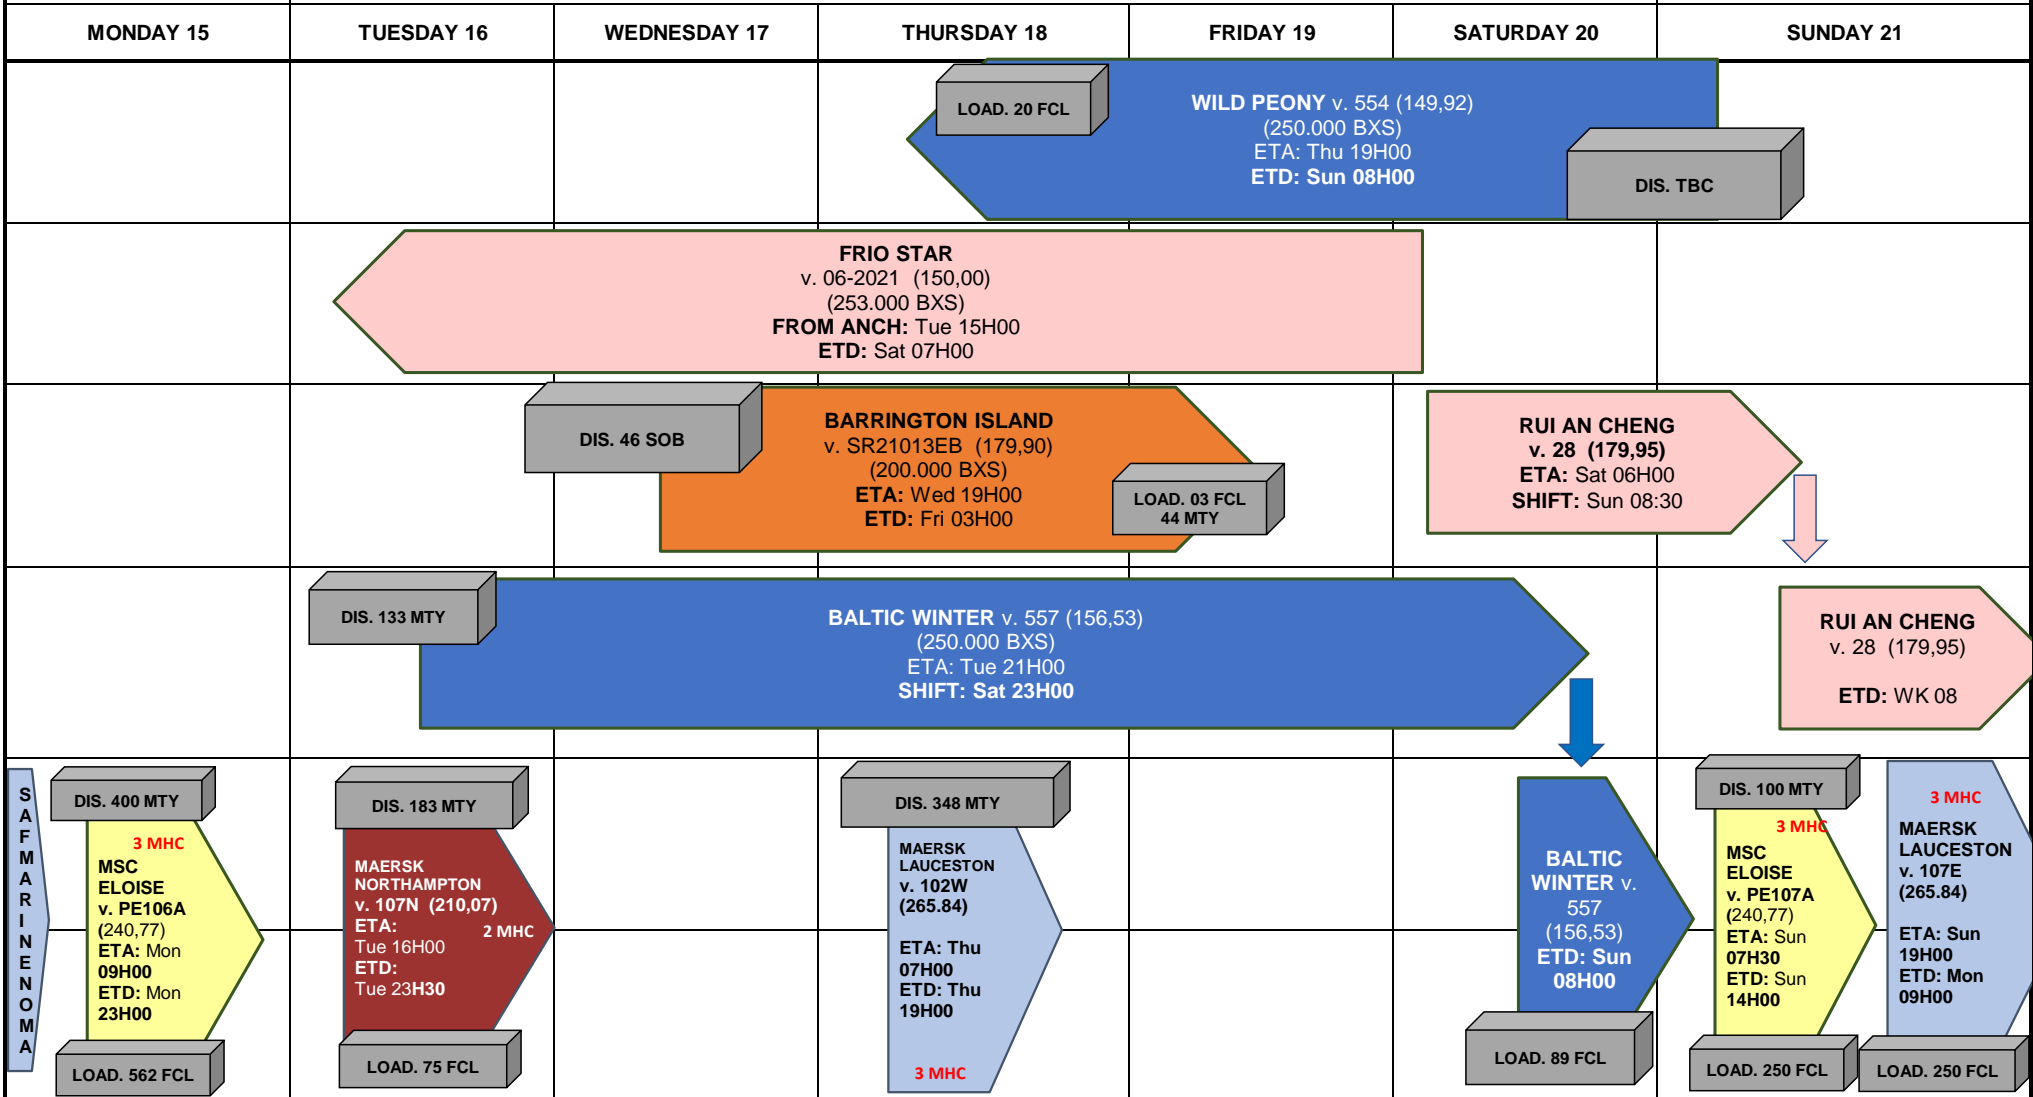 MONDAY 15
TUESDAY 16
WEDNESDAY 17
THURSDAY 18
FRIDAY 19
SATURDAY 20
SUNDAY 21
LOAD. 20 FCL
WILD PEONY v. 554 (149,92)
(250.000 BXS)
ETA: Thu 19H00
ETD: Sun 08H00
DIS. TBC
FRIO STAR
v. 06-2021 (150,00)
(253.000 BXS)
FROM ANCH: Tue 15H00
ETD: Sat 07H00
DIS. 46 SOB
BARRINGTON ISLAND
v. SR21013EB (179,90)
(200.000 BXS)
ETA: Wed 19H00
ETD: Fri 03H00
LOAD. 03 FCL
44 MTY
RUI AN CHENG
v. 28 (179,95)
ETA: Sat 06H00
SHIFT: Sun 08:30
DIS. 133 MTY
BALTIC WINTER v. 557 (156,53)
(250.000 BXS)
ETA: Tue 21H00
SHIFT: Sat 23H00
RUI AN CHENG
v. 28 (179,95)
ETD: WK 08
S
A
F
M
A
R
I
N
E
N
O
M
A
DIS. 400 MTY
3 MHC
MSC
ELOISE
v. PE106A
(240,77)
ETA: Mon
09H00
ETD: Mon
23H00
LOAD. 562 FCL
DIS. 183 MTY
MAERSK
NORTHAMPTON
v. 107N (210,07)
ETA:
Tue 16H00
2 MHC
ETD:
Tue 23H30
LOAD. 75 FCL
DIS. 348 MTY
MAERSK
LAUCESTON
v. 102W
(265.84)
ETA: Thu
07H00
ETD: Thu
19H00
3 MHC
BALTIC
WINTER v.
557
(156,53)
ETD: Sun
08H00
LOAD. 89 FCL
DIS. 100 MTY
3 MHC
MSC
ELOISE
v. PE107A
(240,77)
ETA: Sun
07H30
ETD: Sun
14H00
LOAD. 250 FCL
3 MHC
MAERSK
LAUCESTON
v. 107E
(265.84)
ETA: Sun
19H00
ETD: Mon
09H00
LOAD. 250 FCL